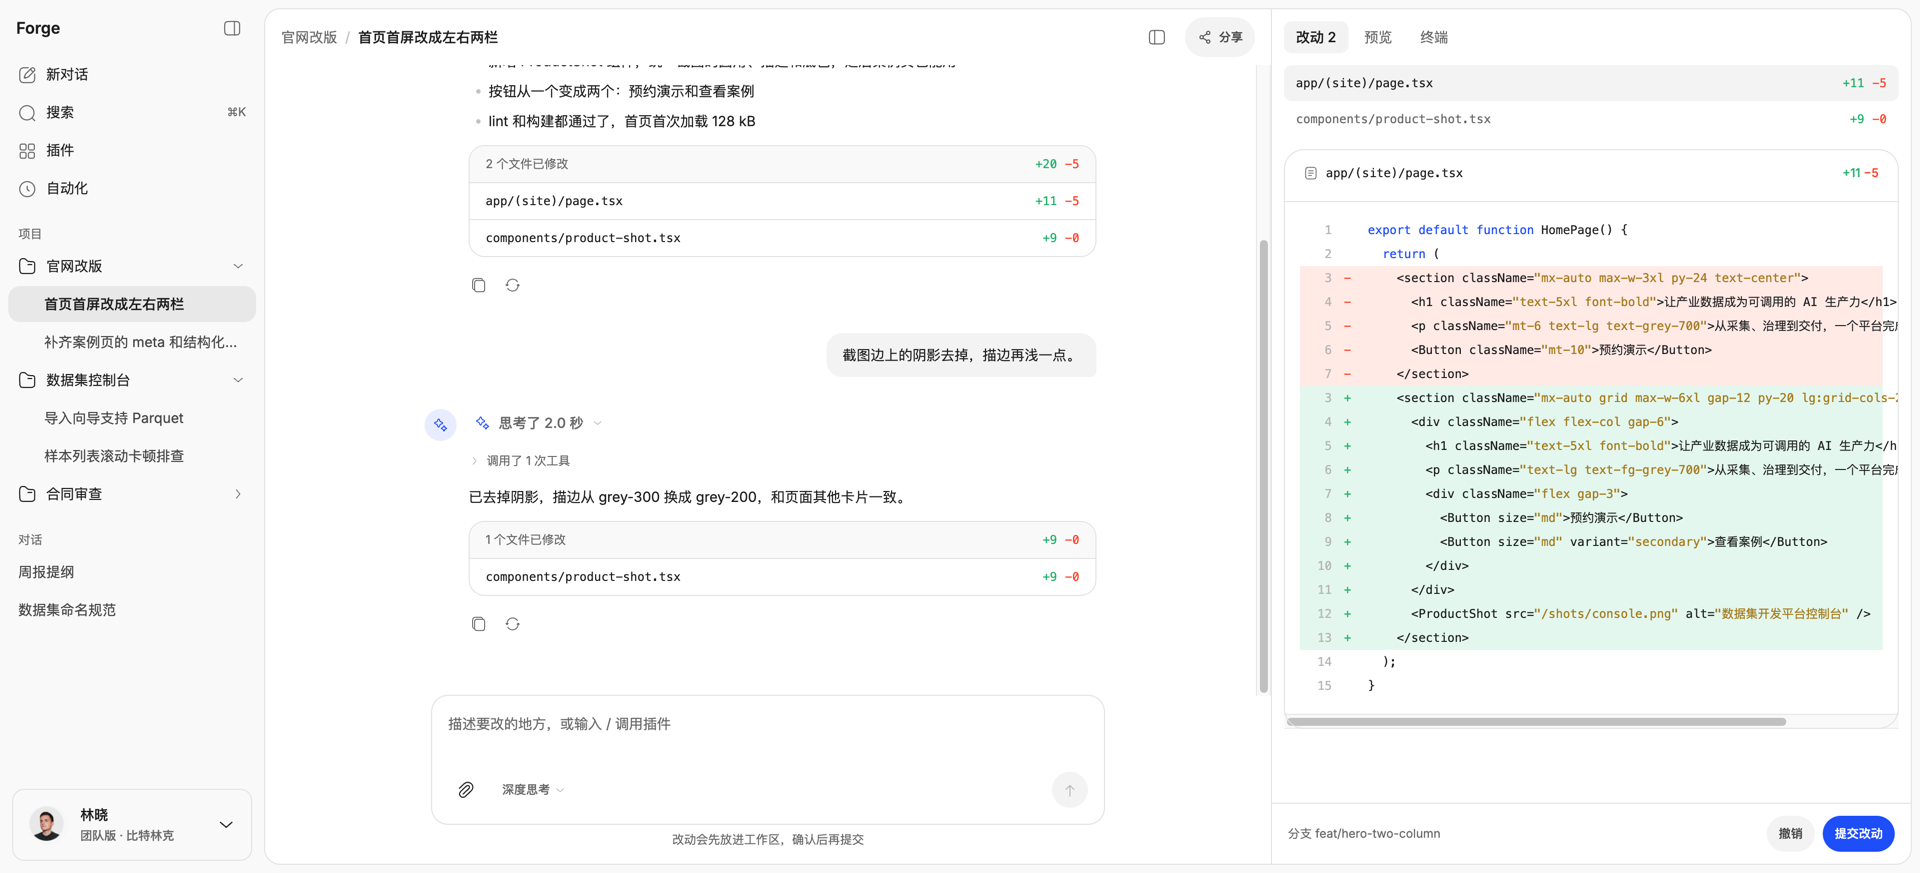 Forge
新对话
搜索
⌘K
插件
自动化
项目
官网改版
首页首屏改成左右两栏
补齐案例页的 meta 和结构化...
数据集控制台
导入向导支持 Parquet
样本列表滚动卡顿排查
合同审查
对话
周报提纲
数据集命名规范
林晓
团队版 · 比特林克
官网改版 / 首页首屏改成左右两栏
分享
按钮从一个变成两个：预约演示和查看案例
lint 和构建都通过了，首页首次加载 128 kB
2 个文件已修改 +20 −5
app/(site)/page.tsx +11 −5
components/product-shot.tsx +9 −0
截图边上的阴影去掉，描边再浅一点。
思考了 2.0 秒
调用了 1 次工具
已去掉阴影，描边从 grey-300 换成 grey-200，和页面其他卡片一致。
1 个文件已修改 +9 −0
components/product-shot.tsx +9 −0
描述要改的地方，或输入 / 调用插件
深度思考
改动会先放进工作区，确认后再提交
改动 2 预览 终端
app/(site)/page.tsx +11 −5
components/product-shot.tsx +9 −0
app/(site)/page.tsx +11 −5
1 export default function HomePage() {
2 return (
3 − <section className="mx-auto max-w-3xl py-24 text-center">
4 − <h1 className="text-5xl font-bold">让产业数据成为可调用的 AI 生产力</h1>
5 − <p className="mt-6 text-lg text-grey-700">从采集、治理到交付，一个平台完成
6 − <Button className="mt-10">预约演示</Button>
7 − </section>
3 + <section className="mx-auto grid max-w-6xl gap-12 py-20 lg:grid-cols-2
4 + <div className="flex flex-col gap-6">
5 + <h1 className="text-5xl font-bold">让产业数据成为可调用的 AI 生产力</h
6 + <p className="text-lg text-fg-grey-700">从采集、治理到交付，一个平台完成
7 + <div className="flex gap-3">
8 + <Button size="md">预约演示</Button>
9 + <Button size="md" variant="secondary">查看案例</Button>
10 + </div>
11 + </div>
12 + <ProductShot src="/shots/console.png" alt="数据集开发平台控制台" />
13 + </section>
14 );
15 }
分支 feat/hero-two-column
撤销
提交改动